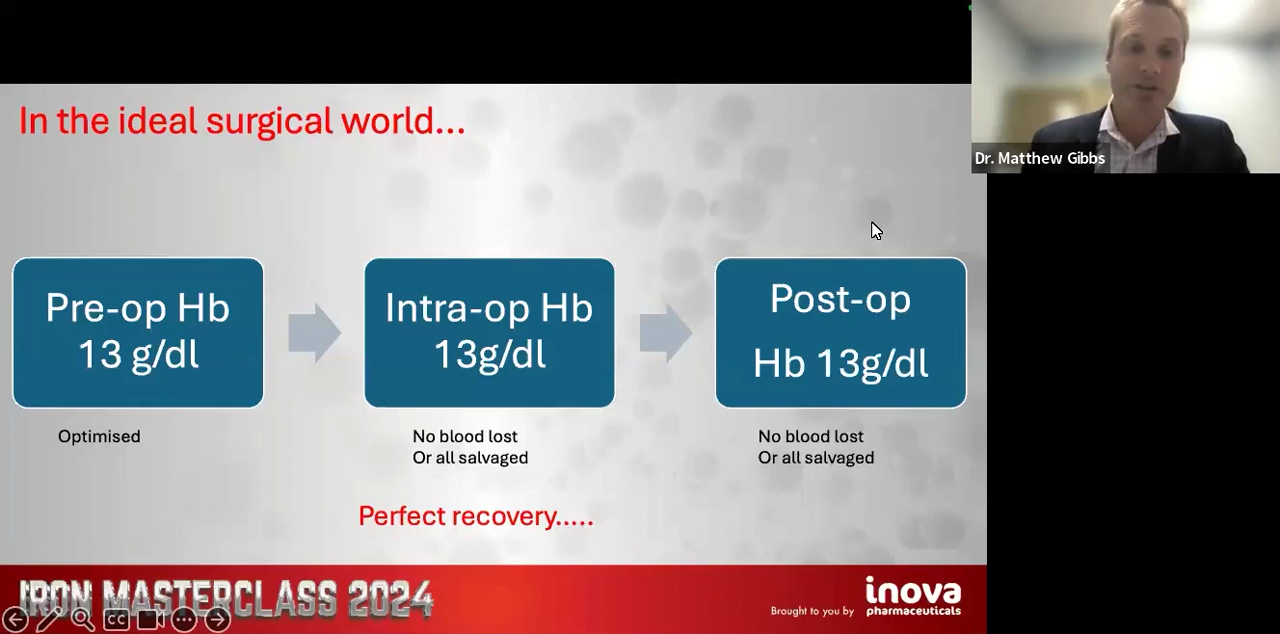 In the ideal surgical world...
Dr. Matthew Gibbs
Pre-op Hb
13 g/dl
Intra-op Hb
13g/dl
Post-op
Hb 13g/dl
Optimised
No blood lost
Or all salvaged
No blood lost
Or all salvaged
Perfect recovery.....
IRON MASTERCLASS 2024
Brought to you by
inova
pharmaceuticals
CC